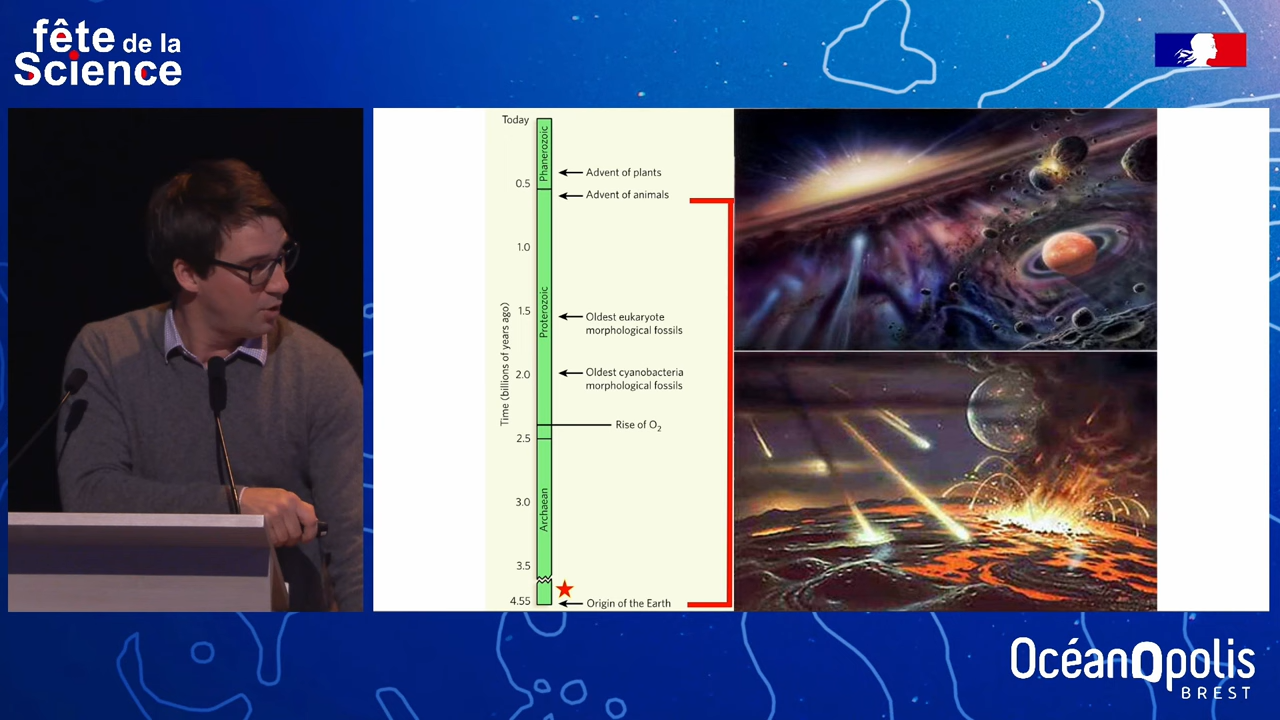 fête de la
Science
Today
Phanerozoic
Advent of plants
0.5
Advent of animals
1.0
Proterozoic
1.5
Oldest eukaryote
morphological fossils
Time (billions of years ago)
2.0
Oldest cyanobacteria
morphological fossils
Rise of O₂
2.5
Archaean
3.0
3.5
4.55
Origin of the Earth
OcéanOpolis
BREST